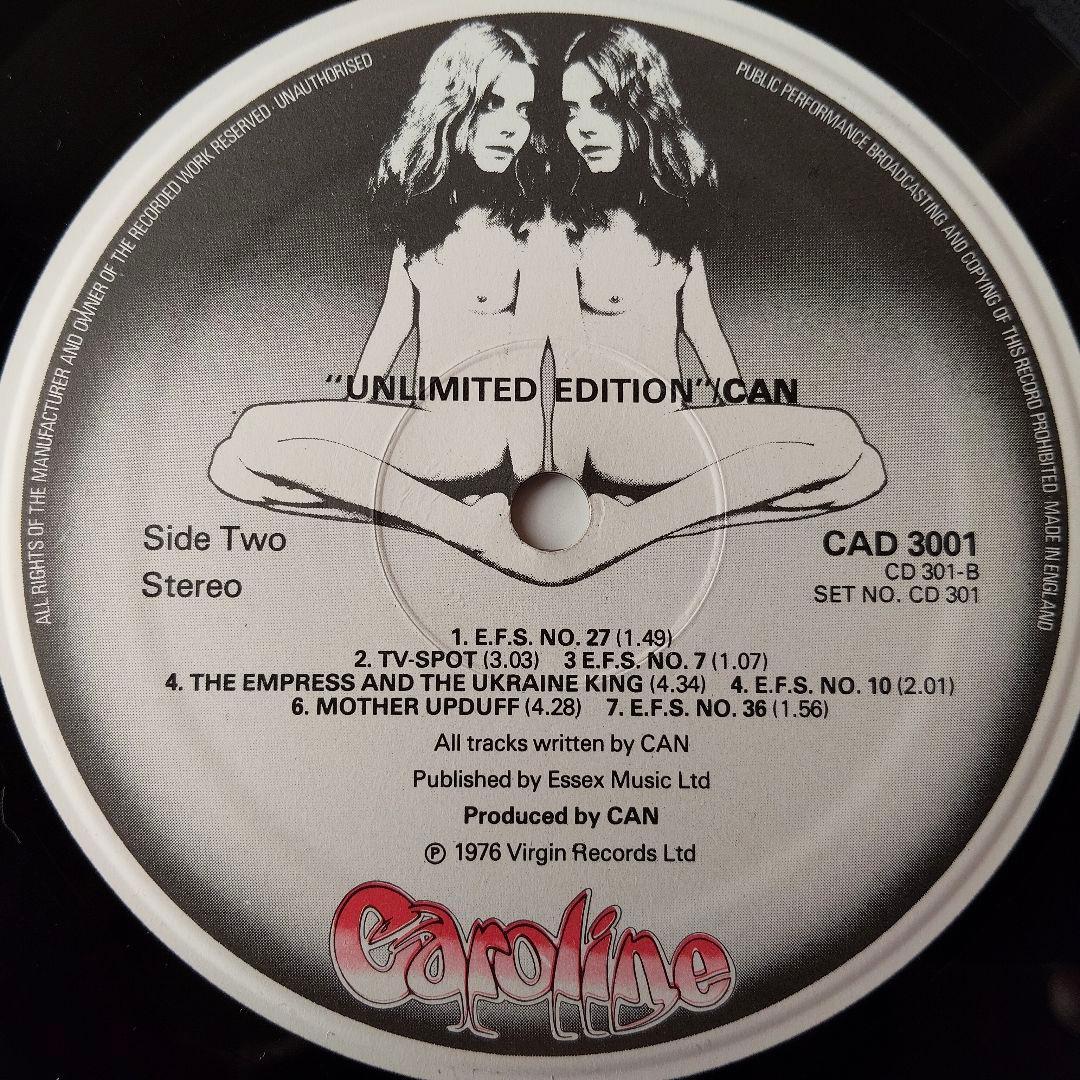 ALL RIGHTS OF THE MANUFACTURER AND OWNER OF THE RECORDED WORK RESERVED · UNAUTHORISED
PUBLIC PERFORMANCE BROADCASTING AND COPYING OF THIS RECORD PROHIBITED · MADE IN ENGLAND
"UNLIMITED EDITION"/CAN
Side Two
Stereo
CAD 3001
CD 301-B
SET NO. CD 301
1. E.F.S. NO. 27 (1.49)
2. TV-SPOT (3.03) 3 E.F.S. NO. 7 (1.07)
4. THE EMPRESS AND THE UKRAINE KING (4.34) 4. E.F.S. NO. 10 (2.01)
6. MOTHER UPDUFF (4.28) 7. E.F.S. NO. 36 (1.56)
All tracks written by CAN
Published by Essex Music Ltd
Produced by CAN
℗ 1976 Virgin Records Ltd
Caroline